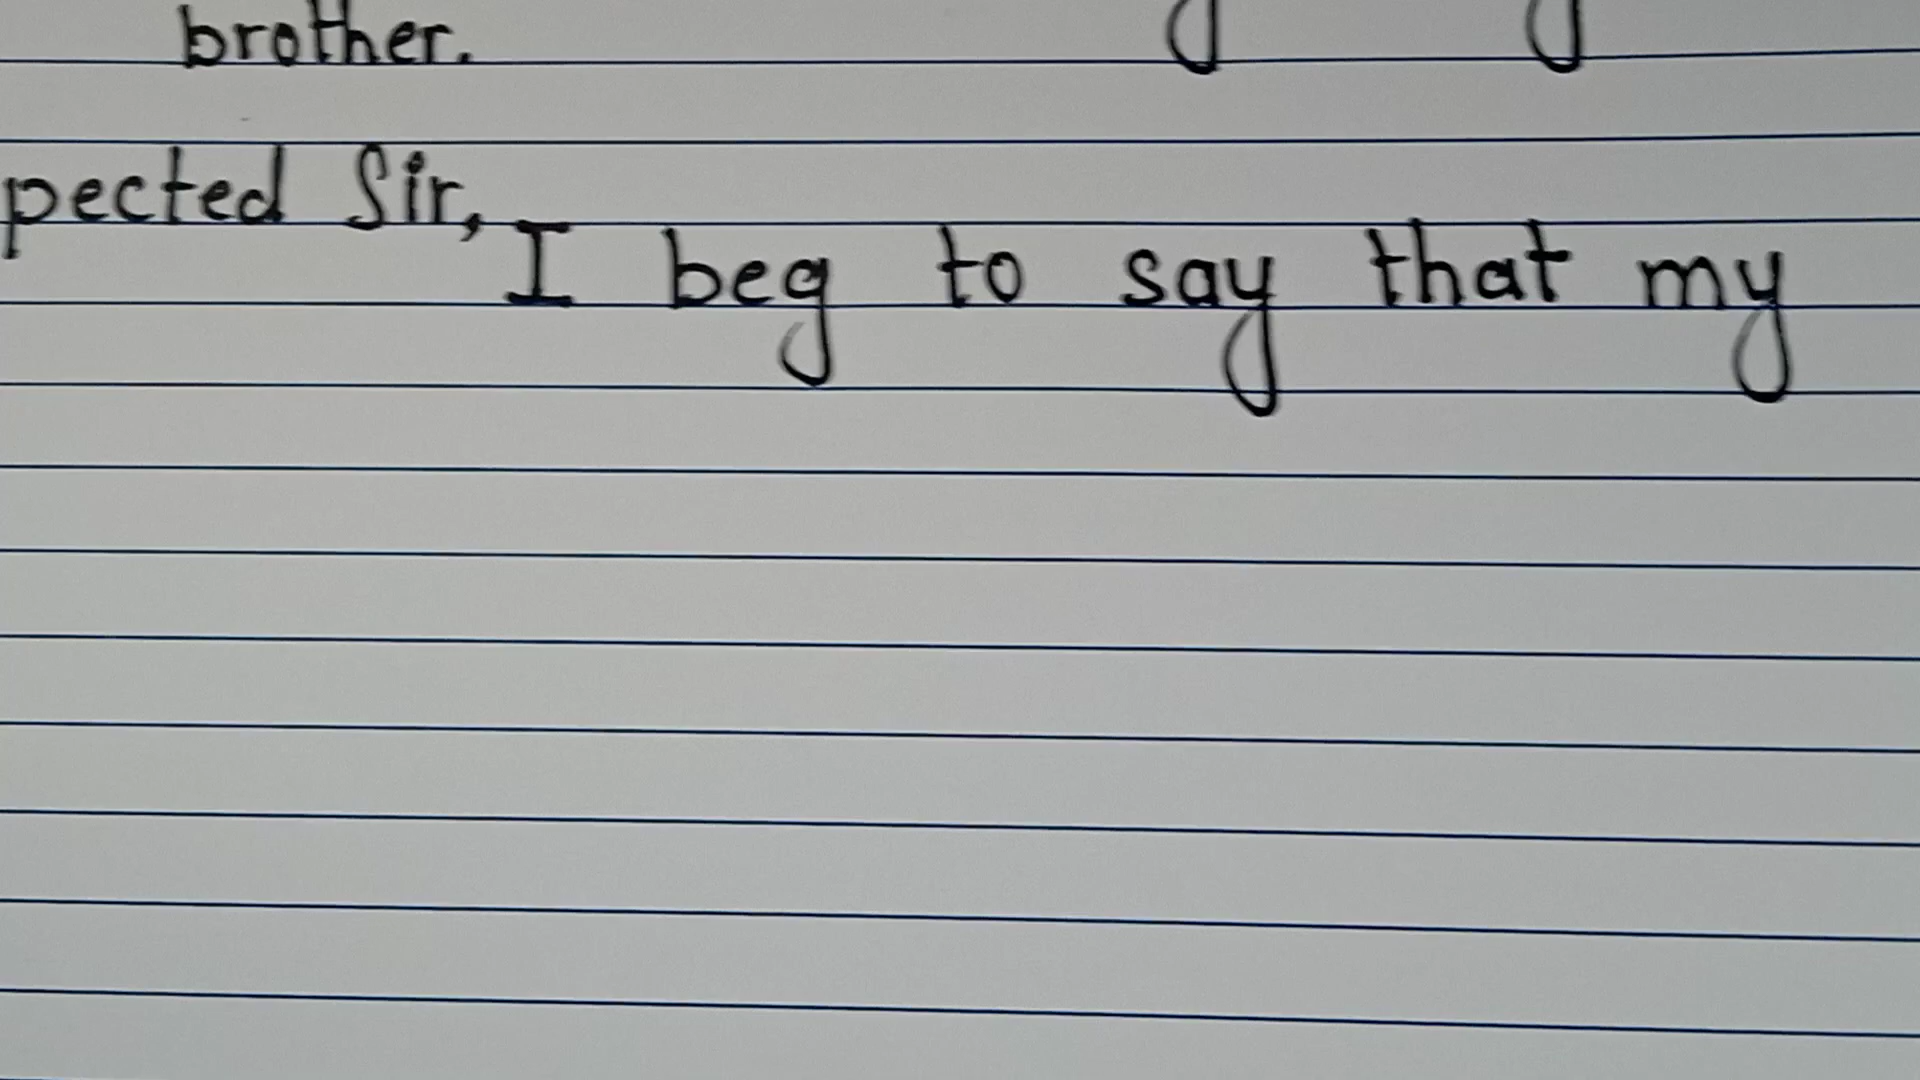 brother.
pected Sir,
I beg to say that my